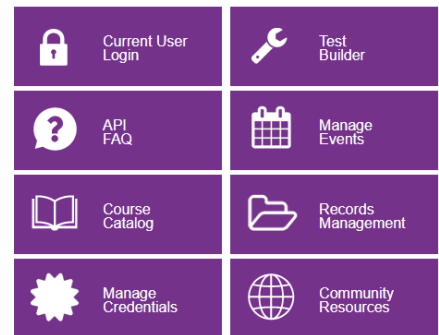 Current User
Login
Test
Builder
API
FAQ
Manage
Events
Course
Catalog
Records
Management
Manage
Credentials
Community
Resources